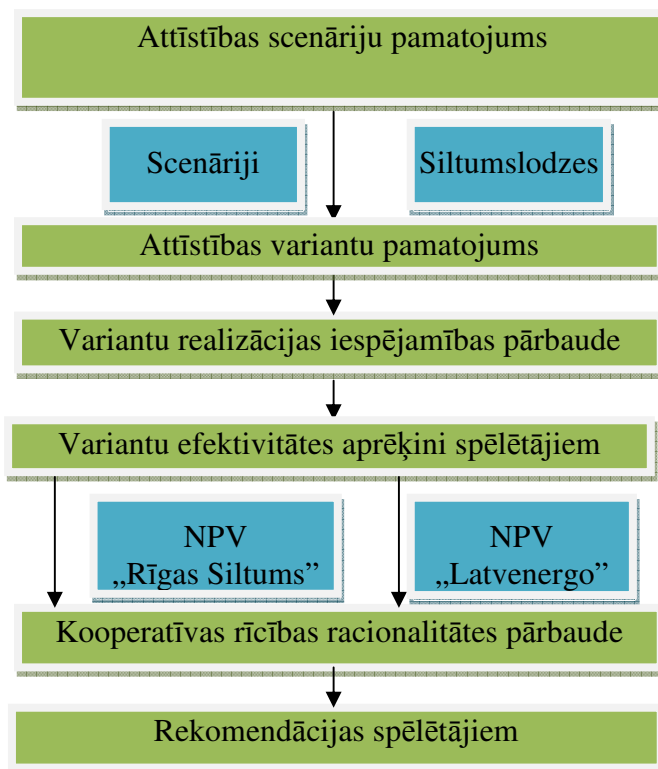 Attīstības scenāriju pamatojums
Scenāriji
Siltumslodzes
Attīstības variantu pamatojums
Variantu realizācijas iespējamības pārbaude
Variantu efektivitātes aprēķini spēlētājiem
NPV
„Rīgas Siltums”
NPV
„Latvenergo”
Kooperatīvas rīcības racionalitātes pārbaude
Rekomendācijas spēlētājiem